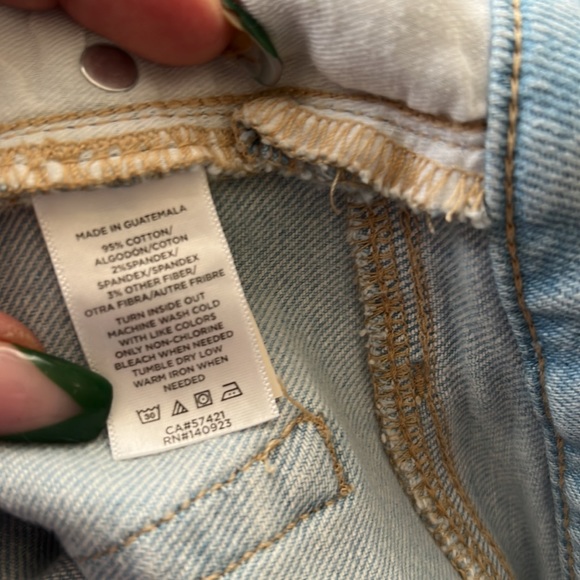 MADE IN GUATEMALA
95% COTTON/
ALGODÓN/COTON
2%SPANDEX/
SPANDEX/SPANDEX
3% OTHER FIBER/
OTRA FIBRA/AUTRE FRIBRE
TURN INSIDE OUT
MACHINE WASH COLD
WITH LIKE COLORS
ONLY NON-CHLORINE
BLEACH WHEN NEEDED
TUMBLE DRY LOW
WARM IRON WHEN
NEEDED
30
CA#57421
RN#140923